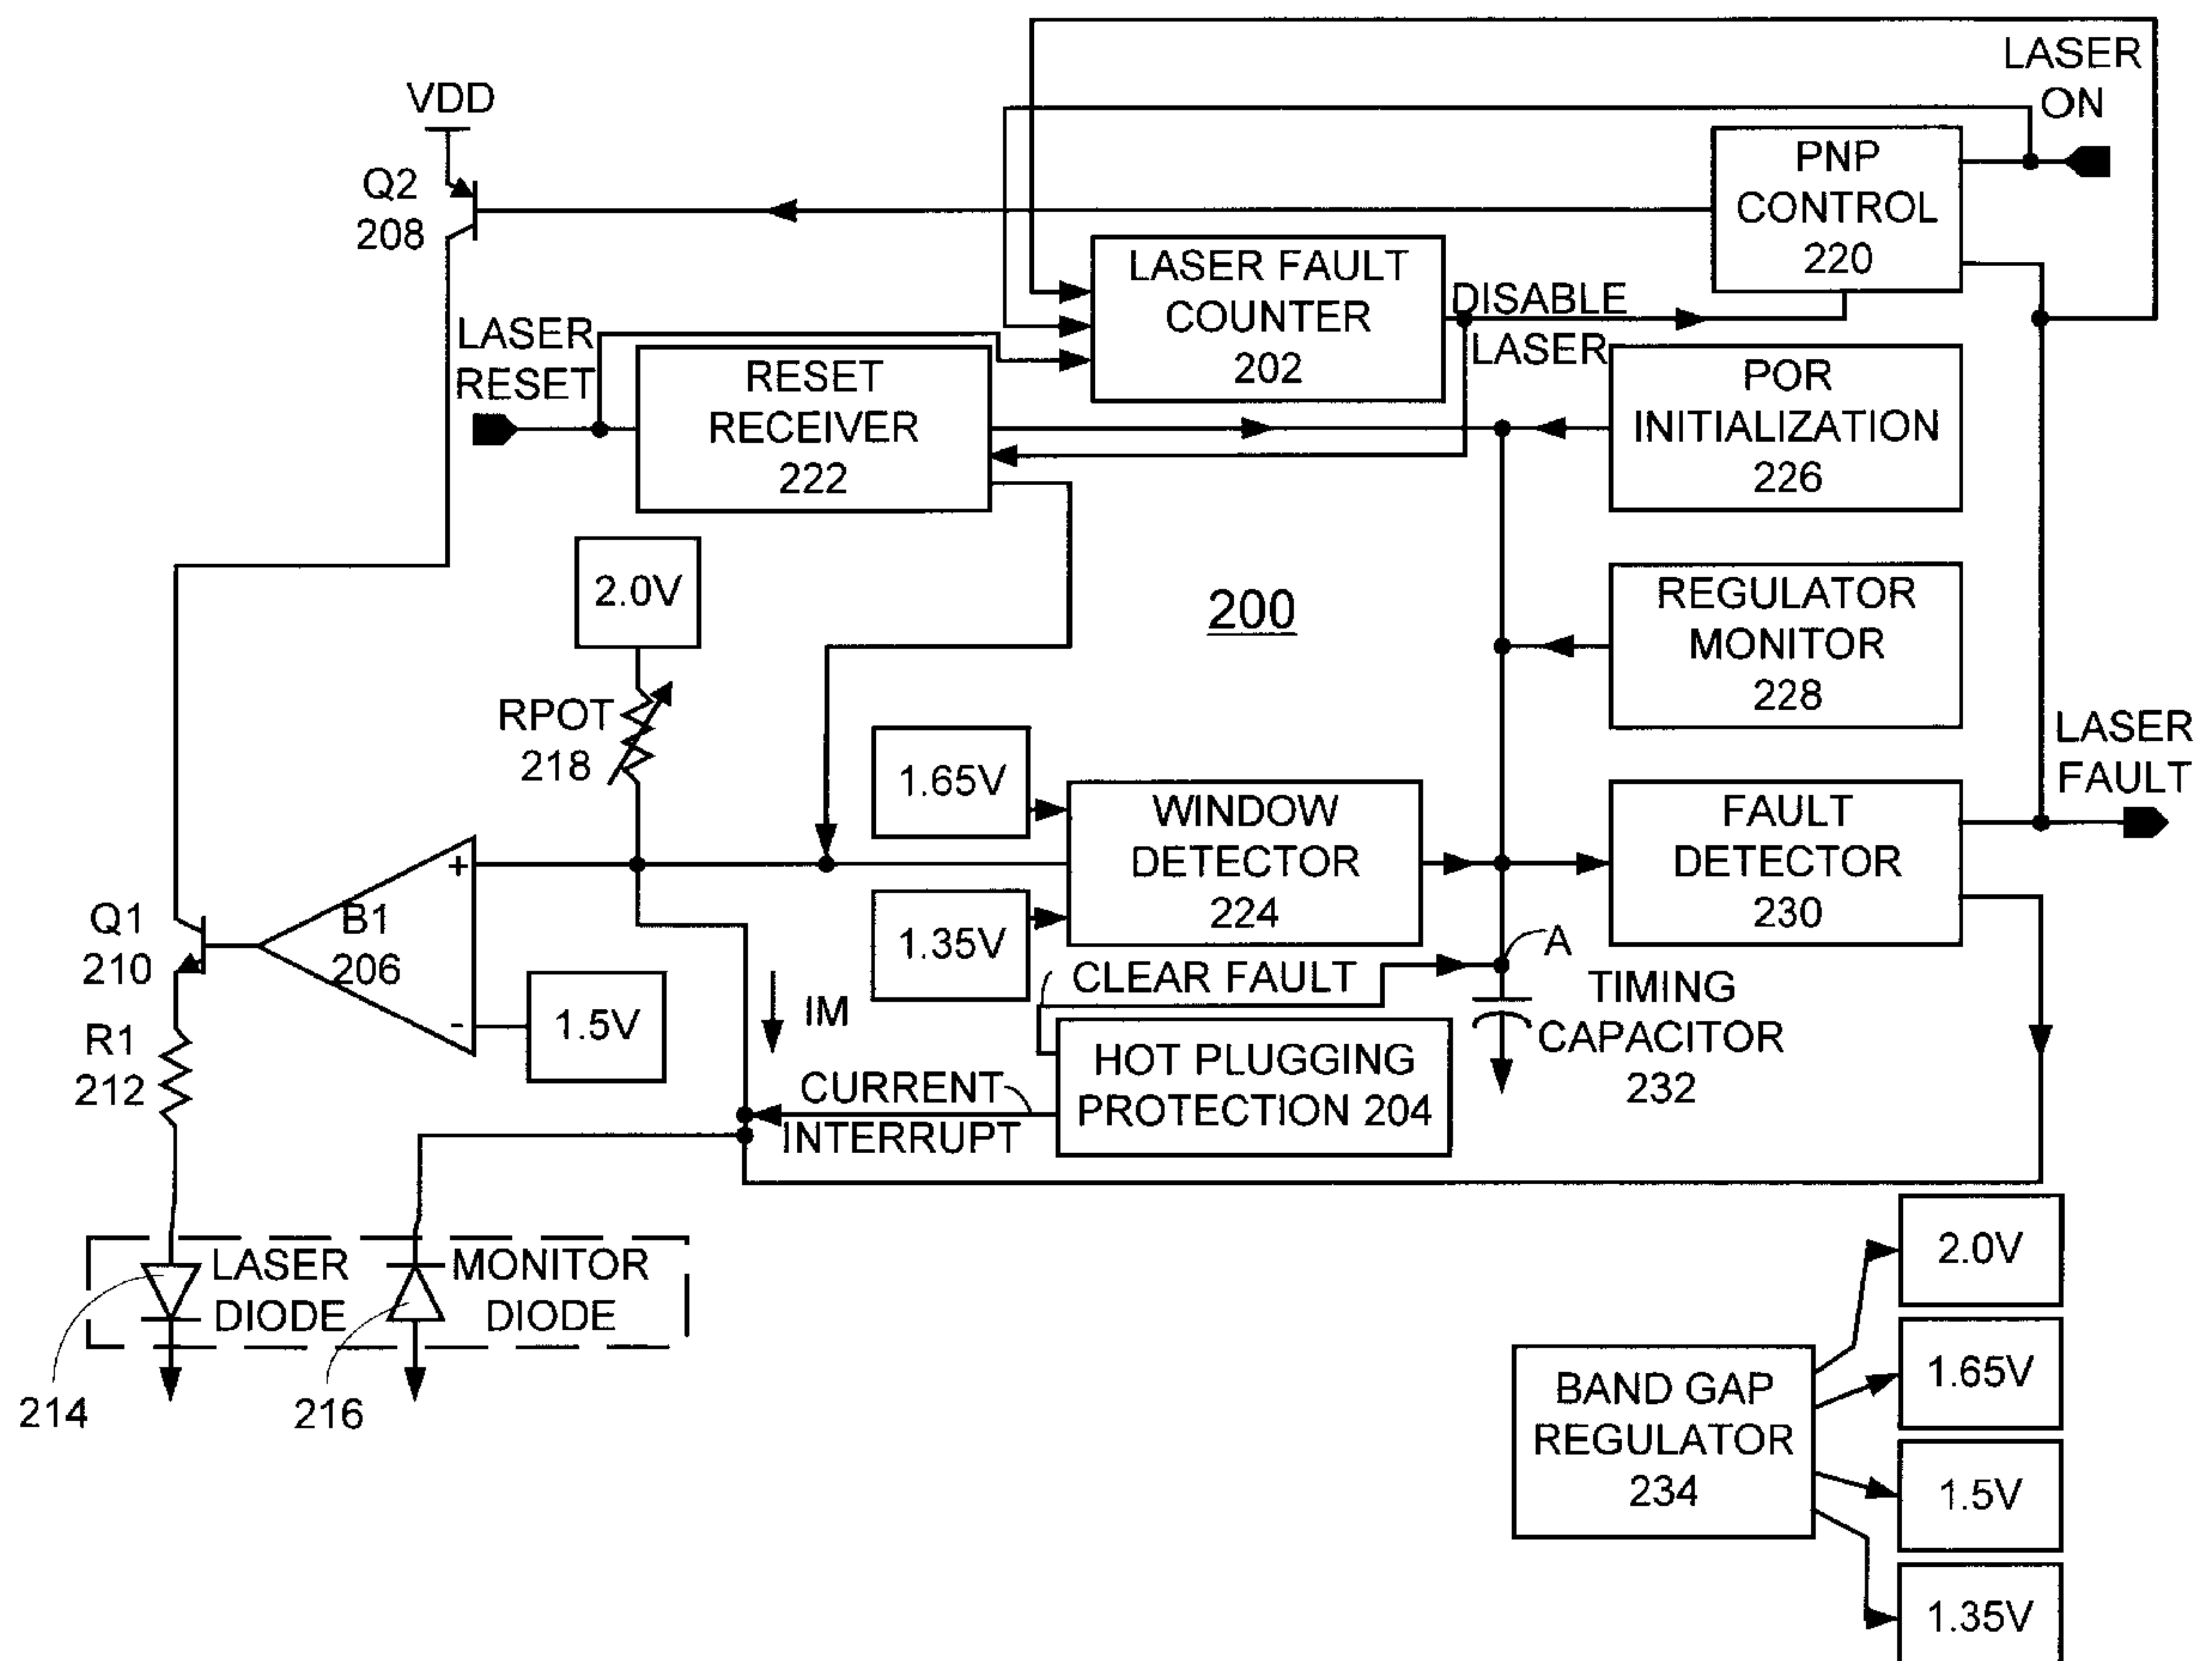 LASER
ON
VDD
PNP
CONTROL
220
Q2
208
LASER FAULT
COUNTER
202
DISABLE
LASER
LASER
RESET
RESET
RECEIVER
222
POR
INITIALIZATION
226
2.0V
200
REGULATOR
MONITOR
228
RPOT
218
LASER
FAULT
1.65V
WINDOW
DETECTOR
224
FAULT
DETECTOR
230
+
B1
206
-
Q1
210
1.35V
A
CLEAR FAULT
TIMING
CAPACITOR
232
1.5V
IM
R1
212
HOT PLUGGING
PROTECTION 204
CURRENT
INTERRUPT
LASER
DIODE
MONITOR
DIODE
214
216
BAND GAP
REGULATOR
234
2.0V
1.65V
1.5V
1.35V